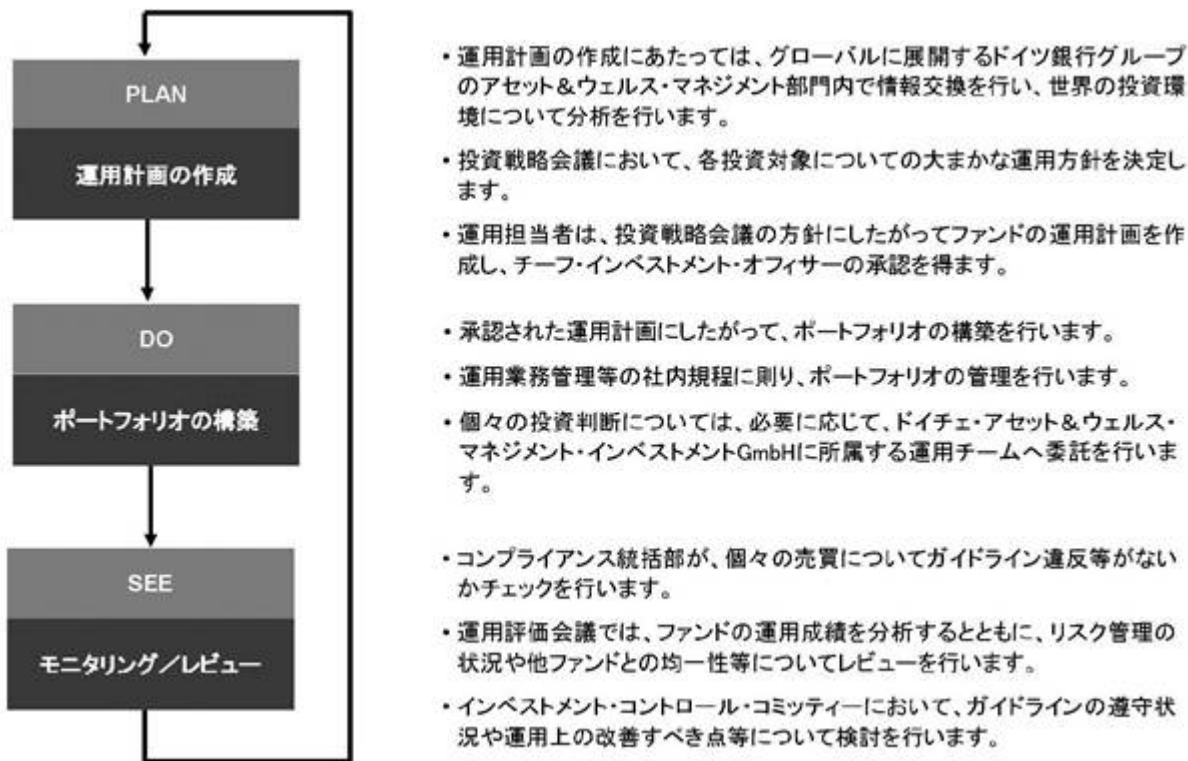 PLAN
運用計画の作成
・運用計画の作成にあたっては、グローバルに展開するドイツ銀行グループ
のアセット&ウェルス・マネジメント部門内で情報交換を行い、世界の投資環
境について分析を行います。
・投資戦略会議において、各投資対象についての大まかな運用方針を決定し
ます。
・運用担当者は、投資戦略会議の方針にしたがってファンドの運用計画を作
成し、チーフ・インベストメント・オフィサーの承認を得ます。
DO
ポートフォリオの構築
・承認された運用計画にしたがって、ポートフォリオの構築を行います。
・運用業務管理等の社内規程に則り、ポートフォリオの管理を行います。
・個々の投資判断については、必要に応じて、ドイチェ・アセット&ウェルス・
マネジメント・インベストメントGmbHに所属する運用チームへ委託を行いま
す。
SEE
モニタリング/レビュー
・コンプライアンス統括部が、個々の売買についてガイドライン違反等がない
かチェックを行います。
・運用評価会議では、ファンドの運用成績を分析するとともに、リスク管理の
状況や他ファンドとの均一性等についてレビューを行います。
・インベストメント・コントロール・コミッティーにおいて、ガイドラインの遵守状
況や運用上の改善すべき点等について検討を行います。